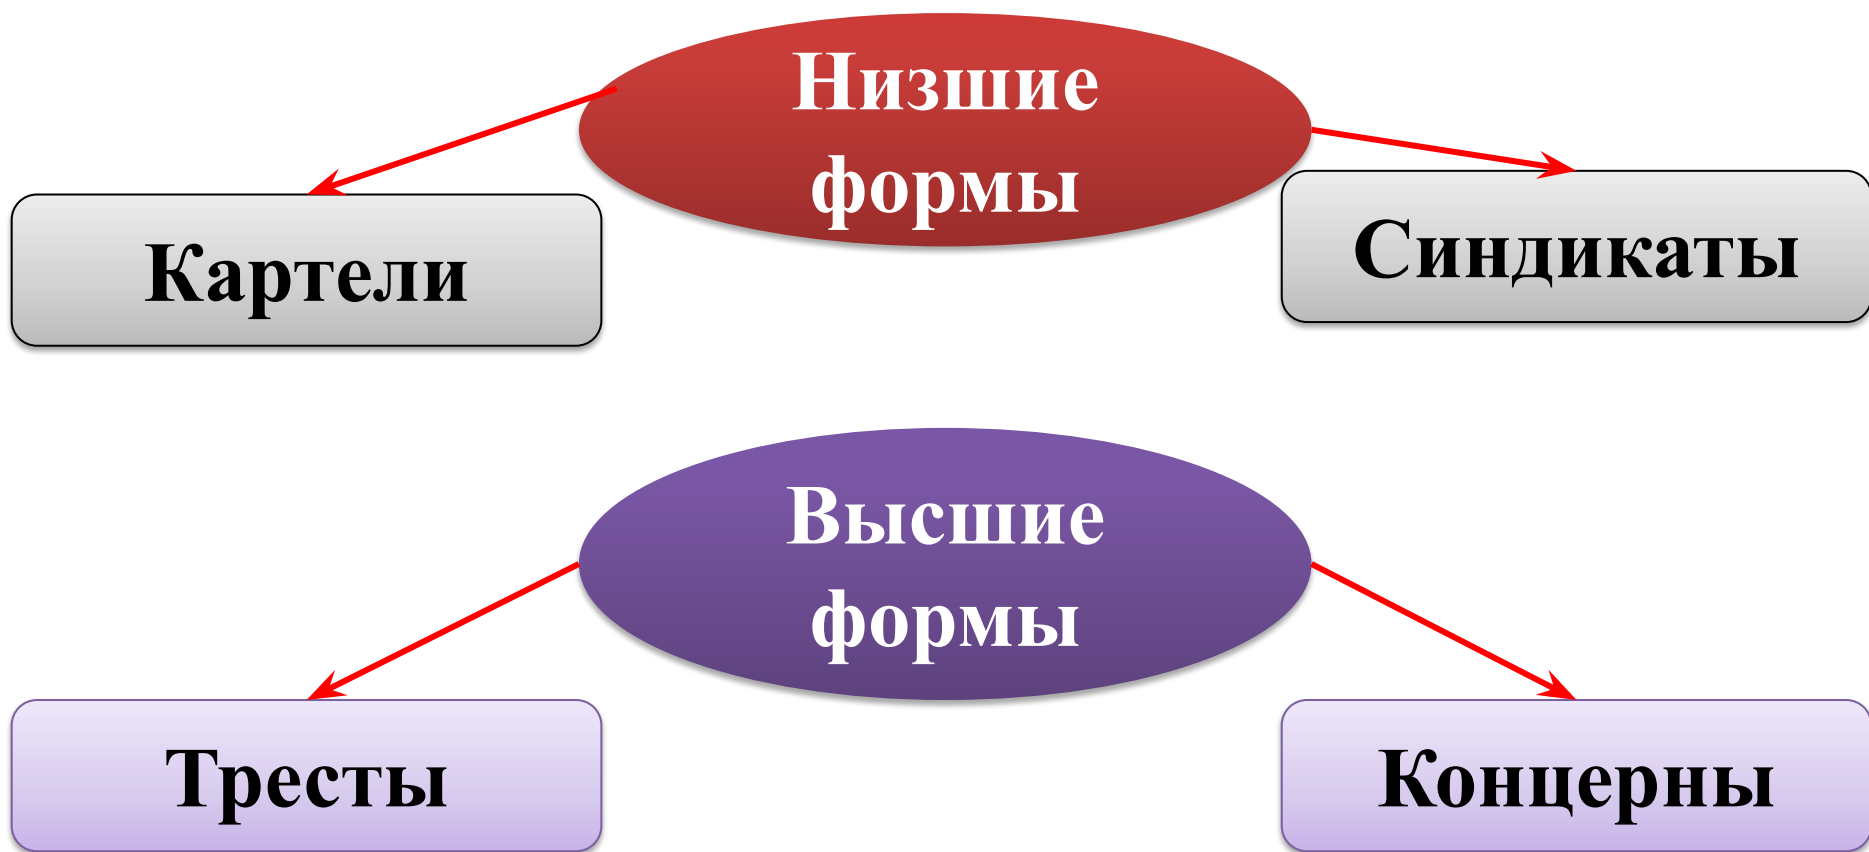 Низшие
формы
Картели
Синдикаты
Высшие
формы
Тресты
Концерны